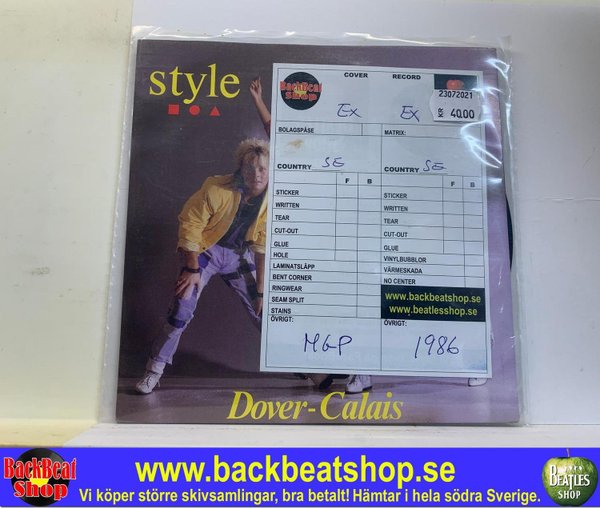 style
BackBeat Shop
COVER RECORD
23072021
KR 4000
Ex Ex
BOLAGSPÅSE MATRIX:
COUNTRY SE COUNTRY SE
F B F B
STICKER STICKER
WRITTEN WRITTEN
TEAR TEAR
CUT-OUT CUT-OUT
GLUE GLUE
HOLE VINYLBUBBLOR
LAMINATSLÄPP VÄRMESKADA
BENT CORNER NO CENTER
RINGWEAR www.backbeatshop.se
SEAM SPLIT www.beatlesshop.se
STAINS
ÖVRIGT: ÖVRIGT:
MGP 1986
Dover-Calais
BackBeat Shop
www.backbeatshop.se
Vi köper större skivsamlingar, bra betalt! Hämtar i hela södra Sverige.
BEATLES
SHOP